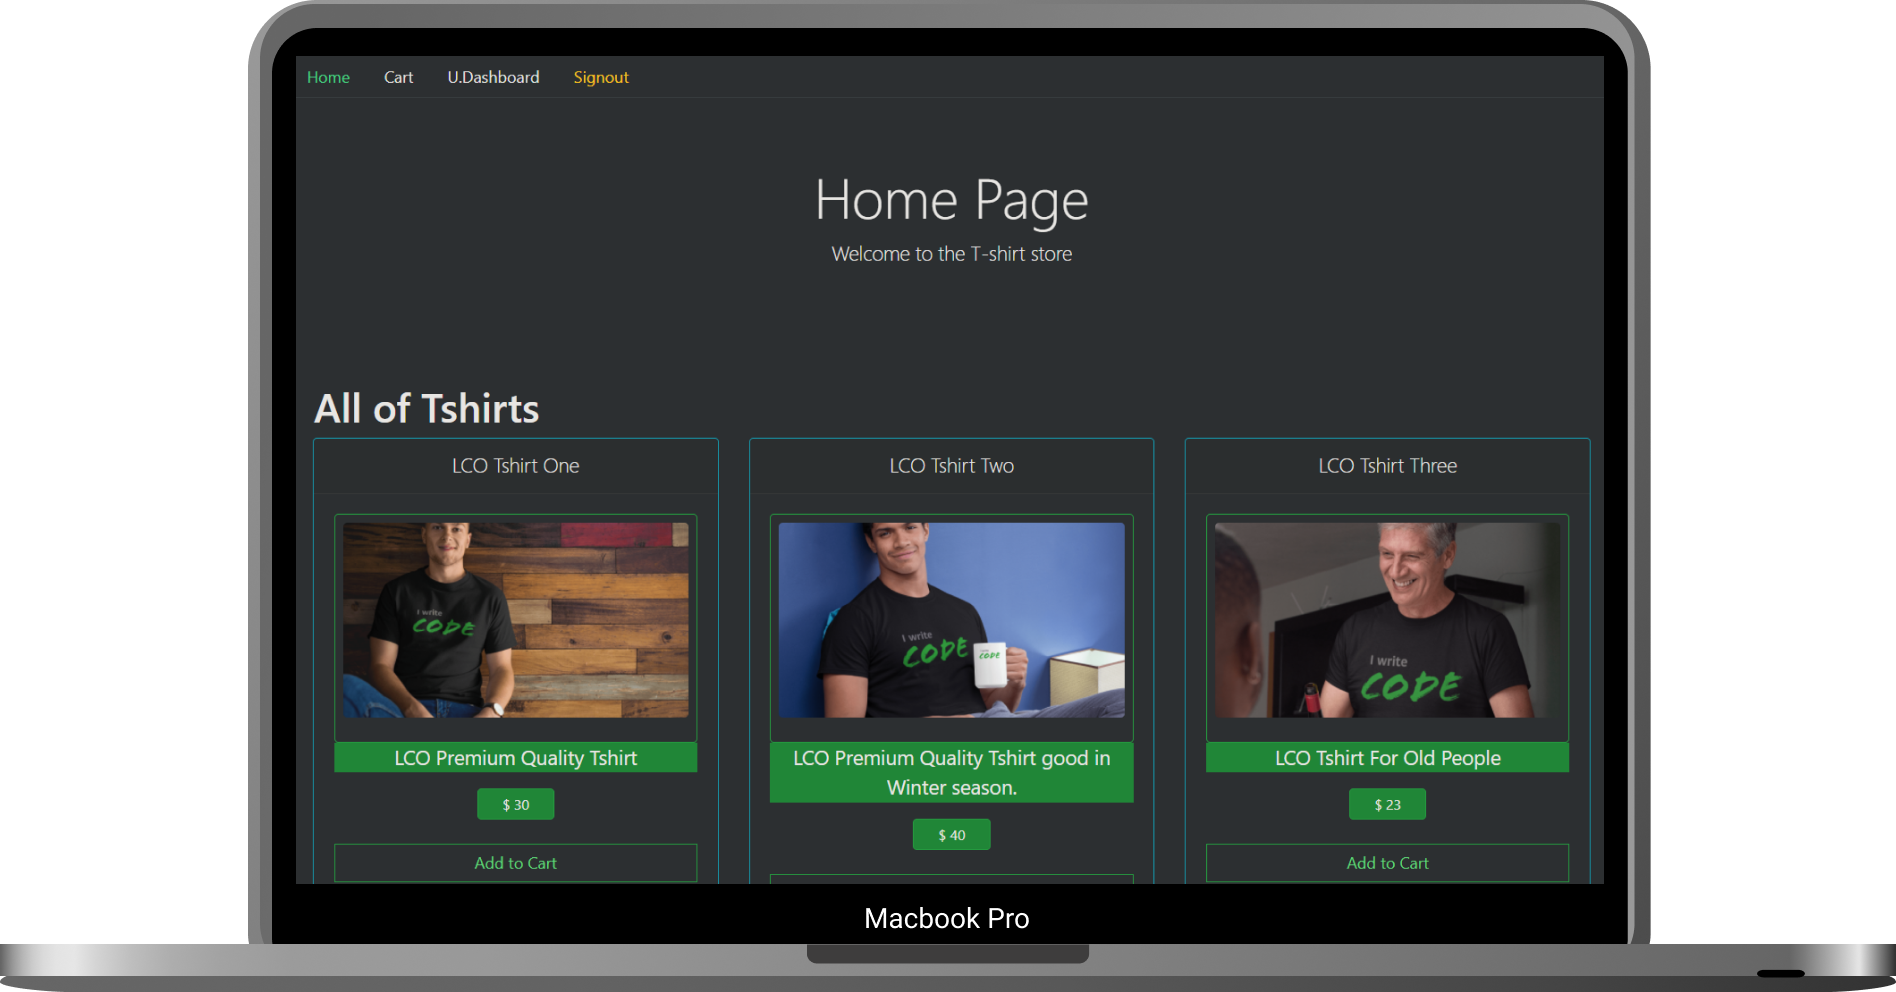 Home Cart U.Dashboard Signout
Home Page
Welcome to the T-shirt store
All of Tshirts
LCO Tshirt One
I write
CODE
LCO Premium Quality Tshirt
$ 30
Add to Cart
LCO Tshirt Two
I write
CODE
CODE
LCO Premium Quality Tshirt good in
Winter season.
$ 40
LCO Tshirt Three
I write
CODE
LCO Tshirt For Old People
$ 23
Add to Cart
Macbook Pro